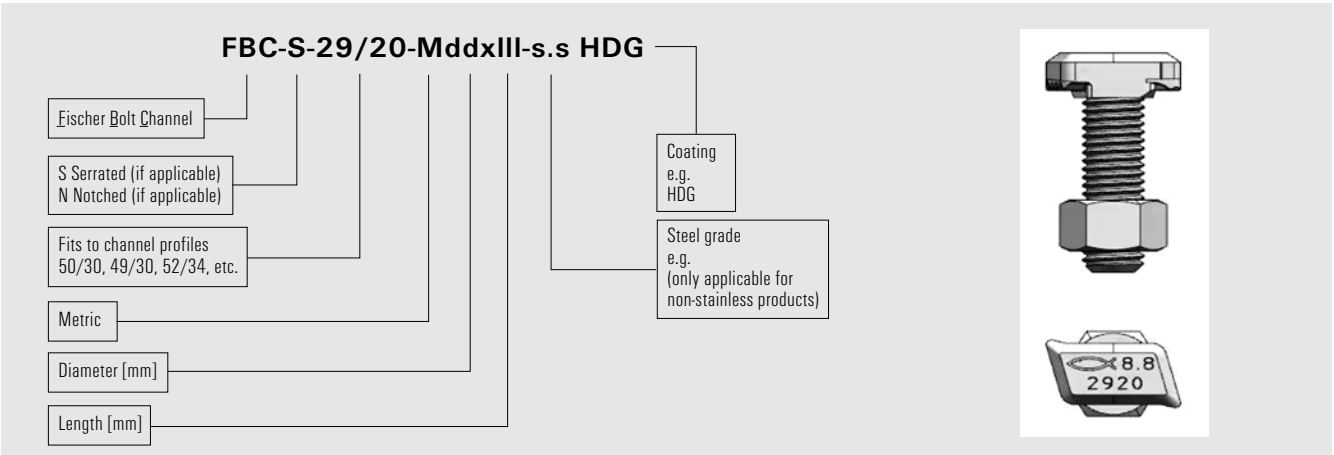 FBC-S-29/20-Mddxlll-s.s HDG
Fischer Bolt Channel
S Serrated (if applicable)
N Notched (if applicable)
Fits to channel profiles
50/30, 49/30, 52/34, etc.
Metric
Diameter [mm]
Length [mm]
Coating
e.g.
HDG
Steel grade
e.g.
(only applicable for
non-stainless products)
8.8
2920